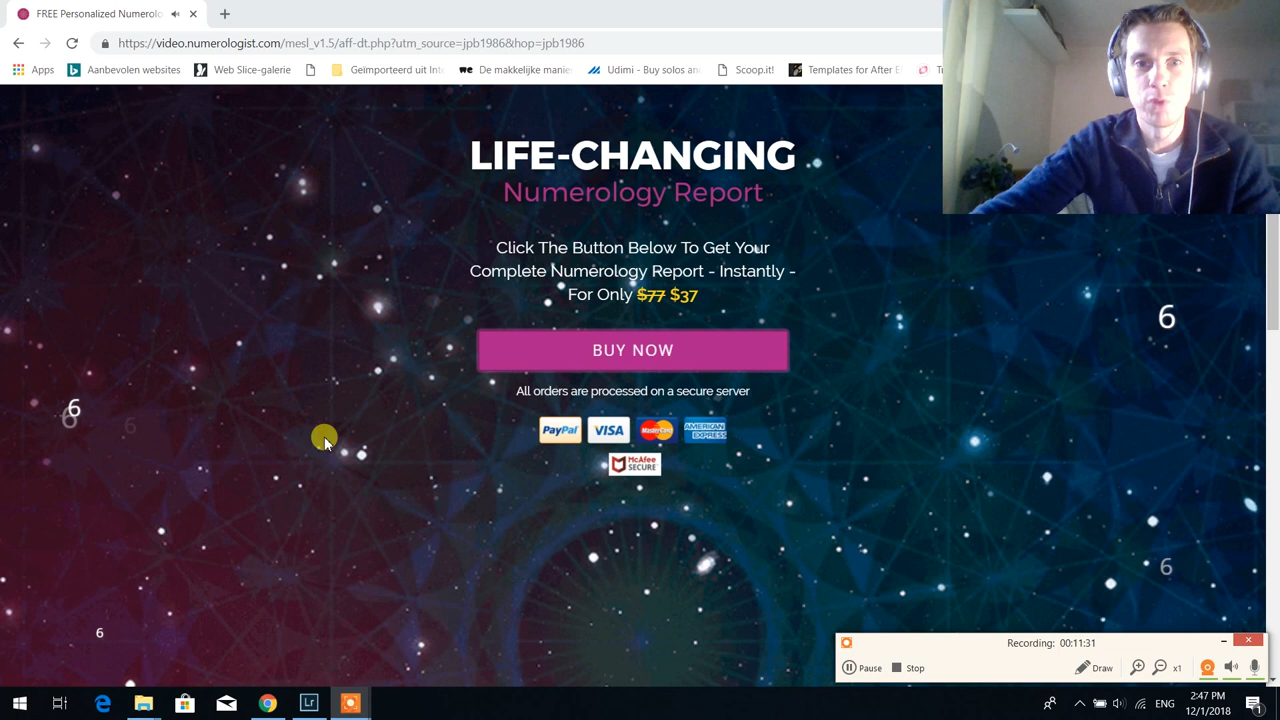 FREE Personalized Numerolo
https://video.numerologist.com/mesl_v1.5/aff-dt.php?utm_source=jpb1986&hop=jpb1986
Apps
Aanbevolen websites
Web Slice-galerie
Geïmporteerd uit Int
De makkelijke manie
Udimi - Buy solos an
Scoop.it!
Templates for After E
LIFE-CHANGING
Numerology Report
Click The Button Below To Get Your
Complete Numerology Report - Instantly -
For Only $77 $37
BUY NOW
All orders are processed on a secure server
PayPal VISA MasterCard AMERICAN EXPRESS
McAfee
SECURE
6
6
6
6
6
6
Recording: 00:11:31
Pause
Stop
Draw
x1
Lr
ENG
2:47 PM
12/1/2018
1